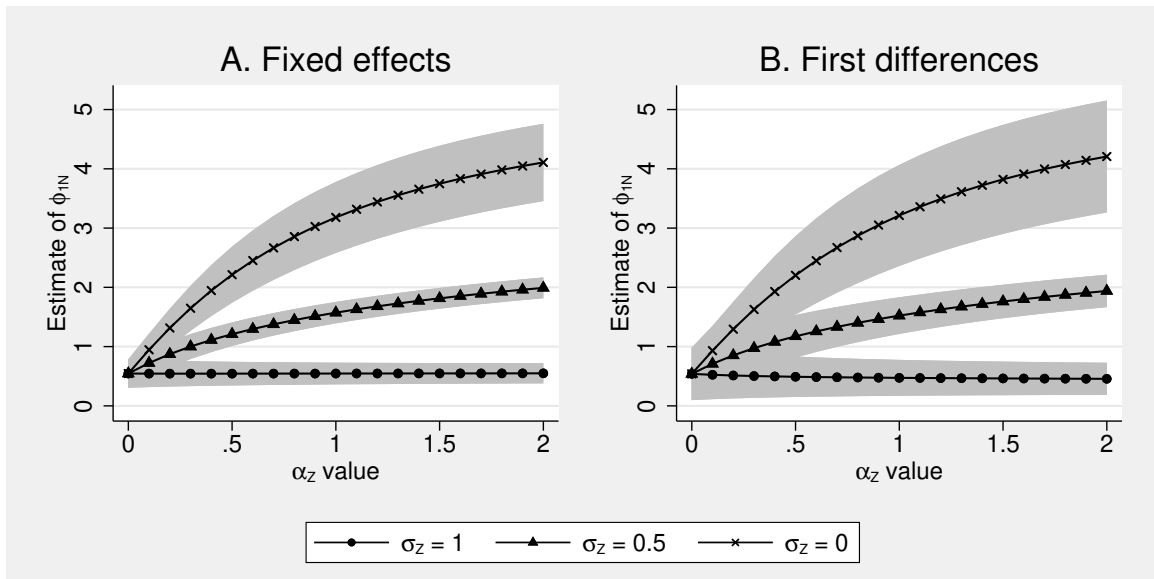 A. Fixed effects
Estimate of ϕ1N
5
4
3
2
1
0
0 .5 1 1.5 2
αZ value
B. First differences
Estimate of ϕ1N
5
4
3
2
1
0
0 .5 1 1.5 2
αZ value
σZ = 1 σZ = 0.5 σZ = 0